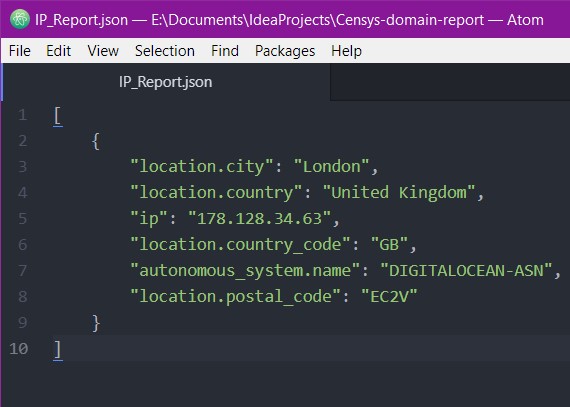 IP_Report.json — E:\Documents\IdeaProjects\Censys-domain-report — Atom
File Edit View Selection Find Packages Help
IP_Report.json
1 [
2 {
3 "location.city": "London",
4 "location.country": "United Kingdom",
5 "ip": "178.128.34.63",
6 "location.country_code": "GB",
7 "autonomous_system.name": "DIGITALOCEAN-ASN",
8 "location.postal_code": "EC2V"
9 }
10 ]